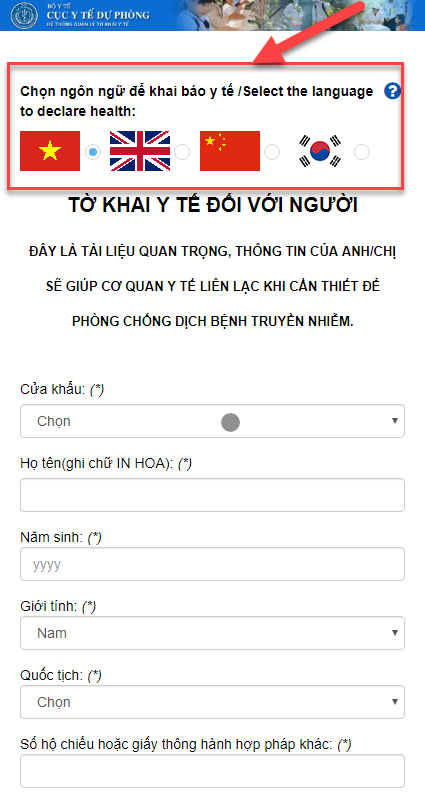 BỘ Y TẾ
CỤC Y TẾ DỰ PHÒNG
HỆ THỐNG QUẢN LÝ TỜ KHAI Y TẾ
Chọn ngôn ngữ để khai báo y tế /Select the language
to declare health:
?
TỜ KHAI Y TẾ ĐỐI VỚI NGƯỜI
ĐÂY LÀ TÀI LIỆU QUAN TRỌNG, THÔNG TIN CỦA ANH/CHỊ
SẼ GIÚP CƠ QUAN Y TẾ LIÊN LẠC KHI CẦN THIẾT ĐỂ
PHÒNG CHỐNG DỊCH BỆNH TRUYỀN NHIỄM.
Cửa khẩu: (*)
Chọn
Họ tên(ghi chữ IN HOA): (*)
Năm sinh: (*)
yyyy
Giới tính: (*)
Nam
Quốc tịch: (*)
Chọn
Số hộ chiếu hoặc giấy thông hành hợp pháp khác: (*)